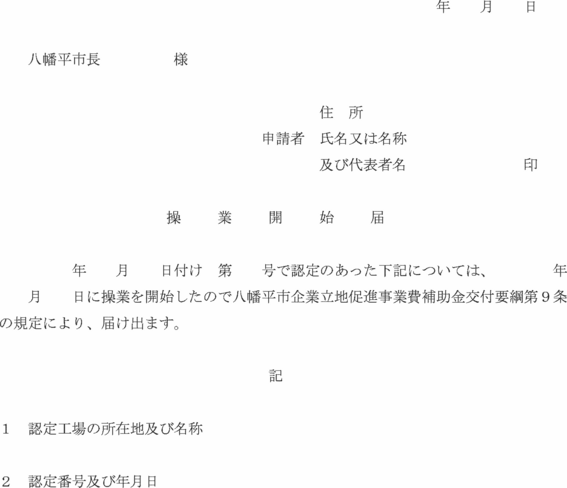 年　　月　　日
八幡平市長　　　　　様
住　所
申請者　氏名又は名称
及び代表者名　　　　　　　　印
操　　業　　開　　始　　届
年　　月　　日付け　第　　号で認定のあった下記については、　　　　年
月　　日に操業を開始したので八幡平市企業立地促進事業費補助金交付要綱第９条
の規定により、届け出ます。
記
１　認定工場の所在地及び名称
２　認定番号及び年月日